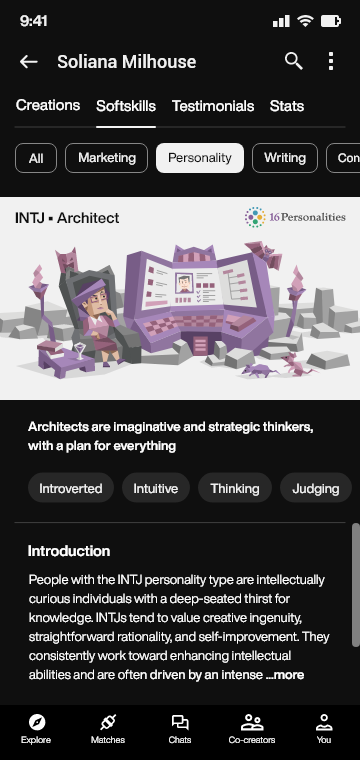 9:41
Soliana Milhouse
Creations Softskills Testimonials Stats
All Marketing Personality Writing Con
INTJ ▪ Architect
16Personalities
Architects are imaginative and strategic thinkers,
with a plan for everything
Introverted Intuitive Thinking Judging
Introduction
People with the INTJ personality type are intellectually
curious individuals with a deep-seated thirst for
knowledge. INTJs tend to value creative ingenuity,
straightforward rationality, and self-improvement. They
consistently work toward enhancing intellectual
abilities and are often driven by an intense ...more
Explore Matches Chats Co-creators You